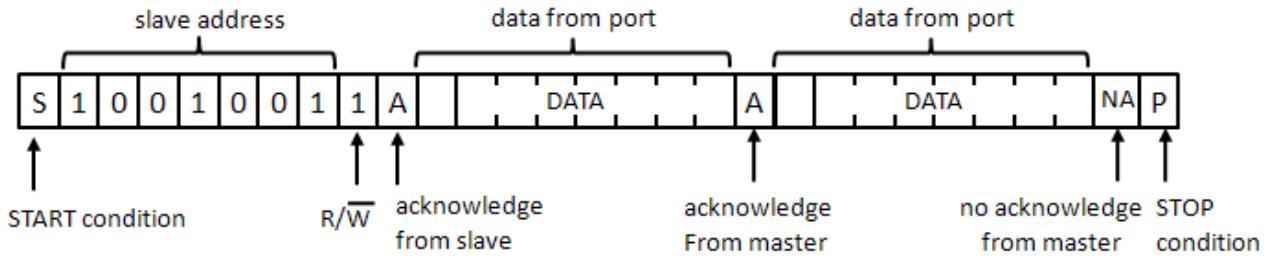 slave address data from port data from port
S 1 0 0 1 0 0 1 1 A DATA A DATA NA P
START condition R/W̅ acknowledge from slave acknowledge From master no acknowledge from master STOP condition